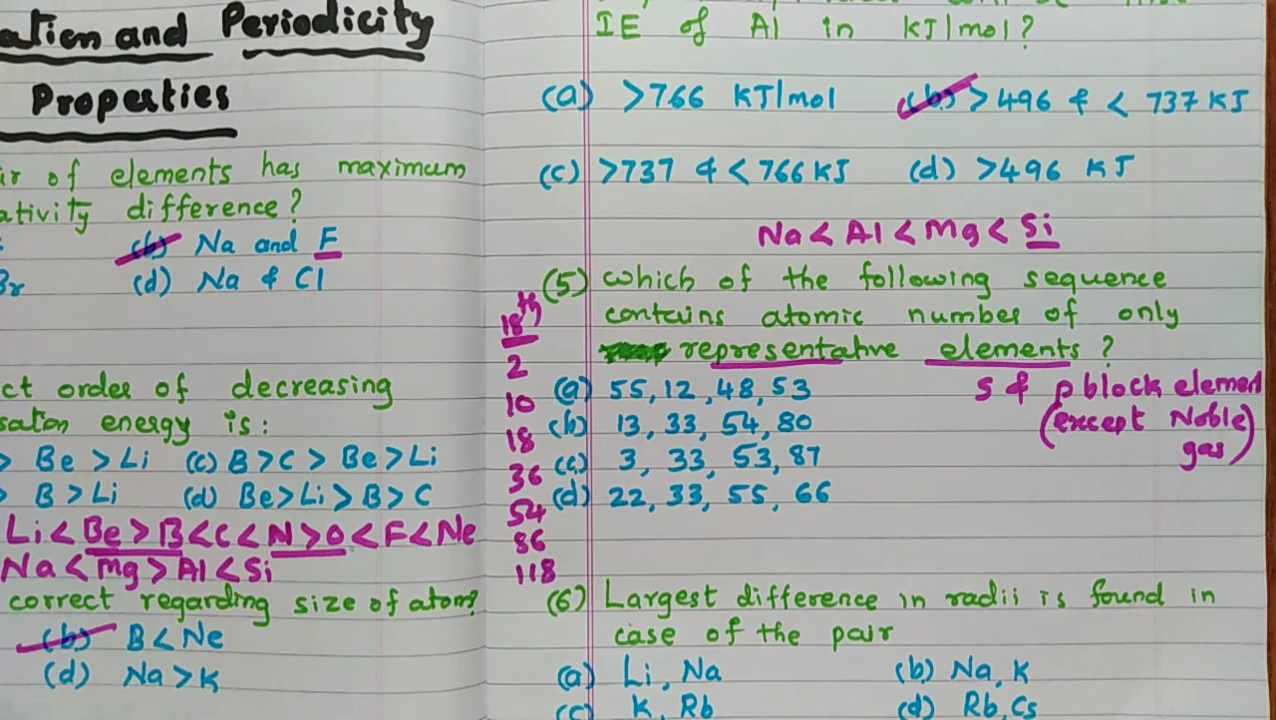 ation and Periodicity
Properties
ir of elements has maximum
ativity difference?
(b) Na and F
Br (d) Na & Cl
ct order of decreasing
sation energy is:
> Be > Li (c) B > C > Be > Li
> B > Li (d) Be > Li > B > C
Li < Be > B < C < N > O < F < Ne
Na < Mg > Al < Si
correct regarding size of atom?
(b) B < Ne
(d) Na > K
IE of Al in KJ/mol?
(a) >766 KJ/mol (b) >496 & < 737 KJ
(c) >737 & < 766 KJ (d) >496 KJ
Na < Al < Mg < Si
(5) which of the following sequence
contains atomic number of only
representative elements?
(a) 55, 12, 48, 53
(b) 13, 33, 54, 80
(c) 3, 33, 53, 87
(d) 22, 33, 55, 66
s & p block element
(except Noble
gas)
18th
2
10
18
36
54
86
118
(6) Largest difference in radii is found in
case of the pair
(a) Li, Na (b) Na, K
(c) K, Rb (d) Rb, Cs